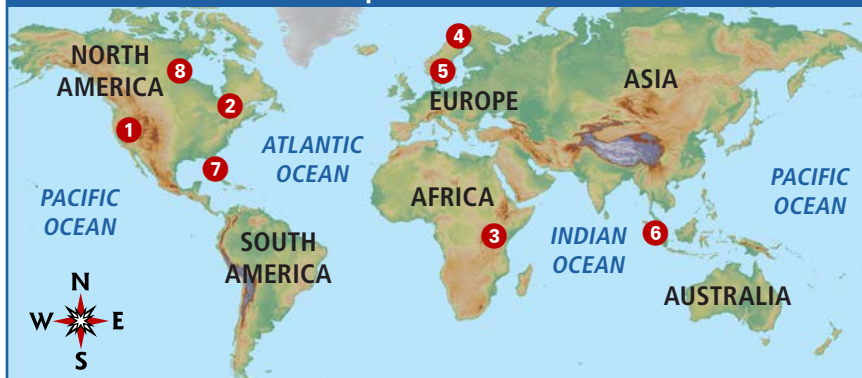 NORTH
AMERICA
8
2
1
7
ATLANTIC
OCEAN
PACIFIC
OCEAN
SOUTH
AMERICA
4
5
EUROPE
ASIA
AFRICA
3
INDIAN
OCEAN
6
PACIFIC
OCEAN
AUSTRALIA
N
W E
S